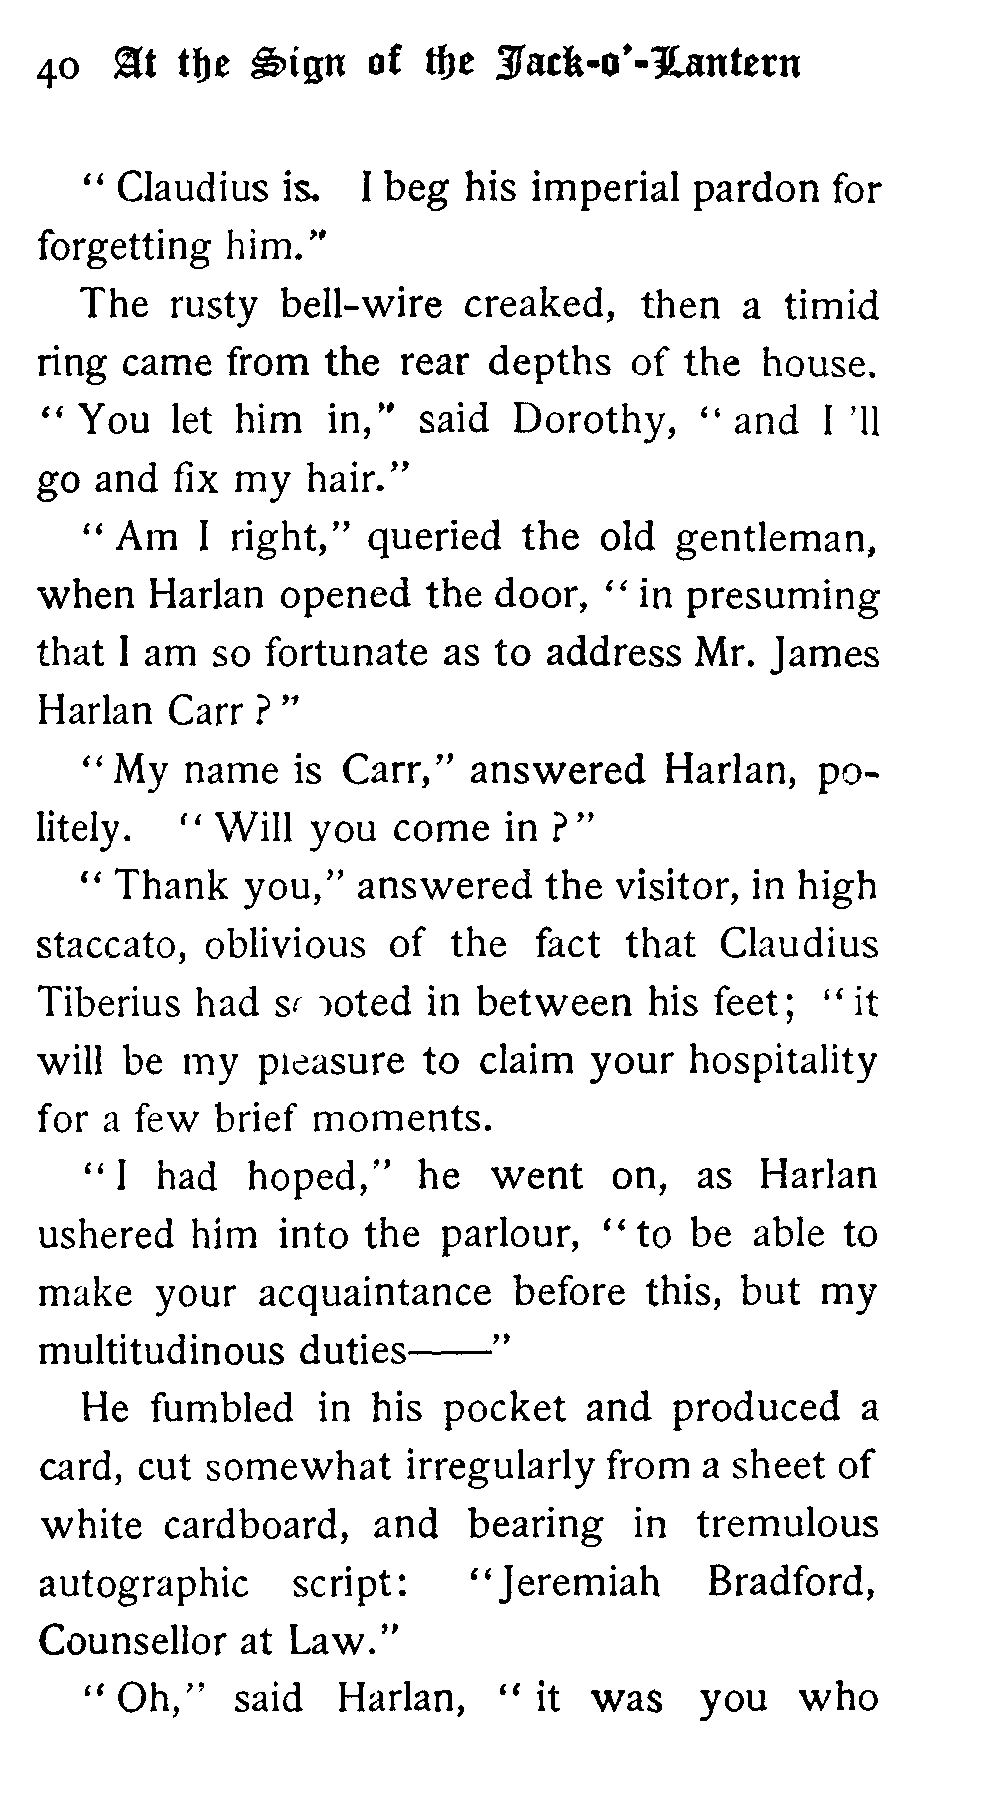 40 At the Sign of the Jack-o'-Lantern
“Claudius is. I beg his imperial pardon for
forgetting him.”
The rusty bell-wire creaked, then a timid
ring came from the rear depths of the house.
“You let him in,” said Dorothy, “and I 'll
go and fix my hair.”
“Am I right,” queried the old gentleman,
when Harlan opened the door, “in presuming
that I am so fortunate as to address Mr. James
Harlan Carr?”
“My name is Carr,” answered Harlan, po-
litely. “Will you come in?”
“Thank you,” answered the visitor, in high
staccato, oblivious of the fact that Claudius
Tiberius had in between his feet; “it
will be my pleasure to claim your hospitality
for a few brief moments.
“I had hoped,” he went on, as Harlan
ushered him into the parlour, “to be able to
make your acquaintance before this, but my
multitudinous duties——”
He fumbled in his pocket and produced a
card, cut somewhat irregularly from a sheet of
white cardboard, and bearing in tremulous
autographic script: “Jeremiah Bradford,
Counsellor at Law.”
“Oh,” said Harlan, “it was you who